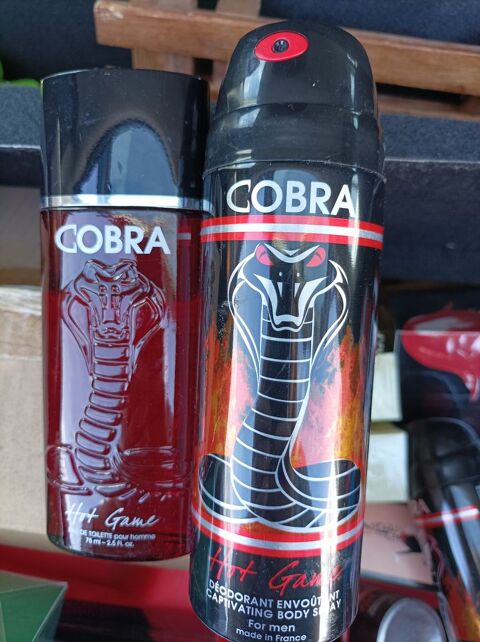 COBRA
Hot Game
EAU DE TOILETTE pour homme
75 ml - 2.5 fl. oz.
COBRA
Hot Game
DÉODORANT ENVOÛTANT
CAPTIVATING BODY SPRAY
For men
made in France